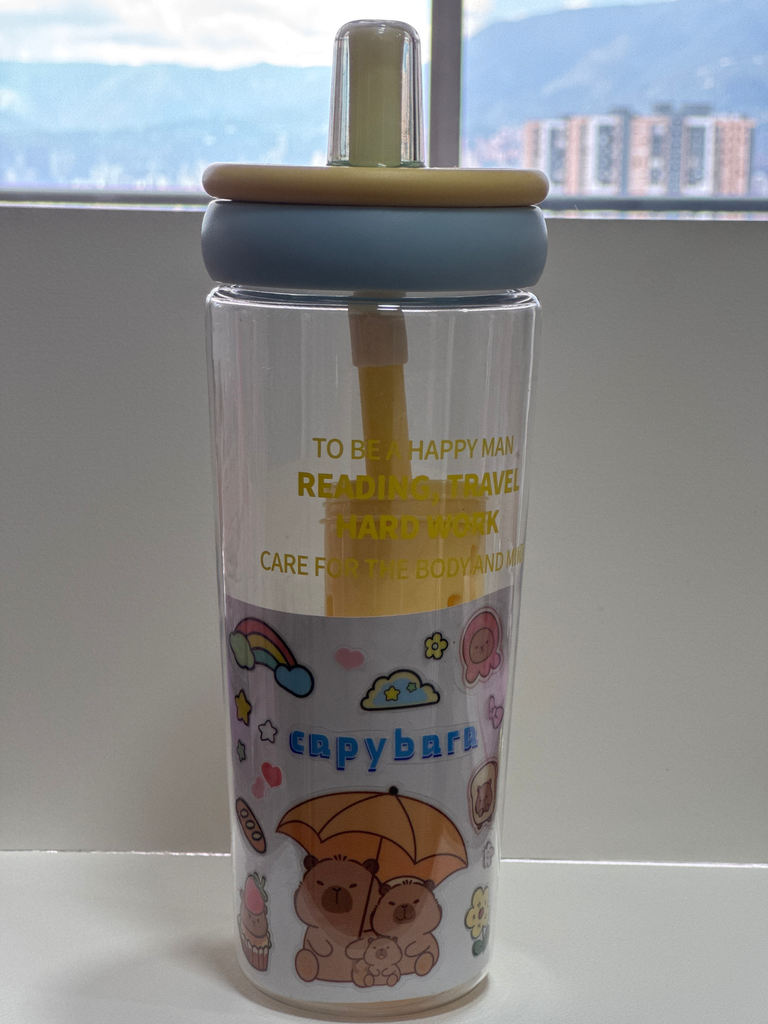 TO BE A HAPPY MAN
READING, TRAVEL
HARD WORK
CARE FOR THE BODY AND
capybara